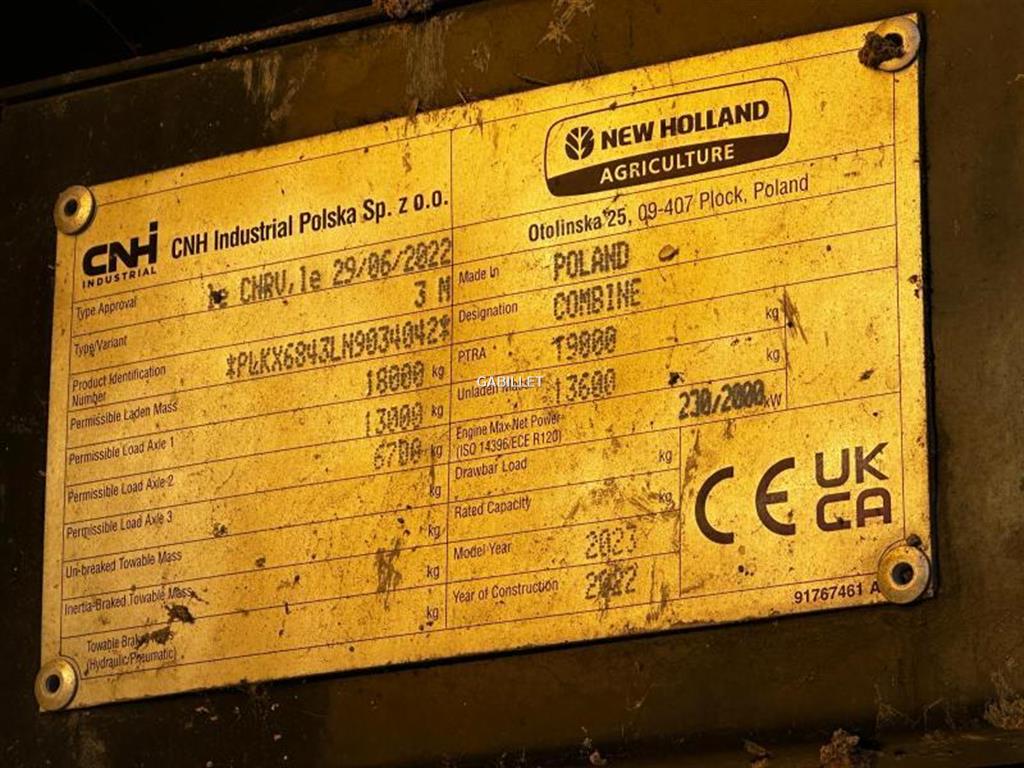 NEW HOLLAND
AGRICULTURE
CNH
INDUSTRIAL
CNH Industrial Polska Sp. z o.o.
Otolinska 25, 09-407 Plock, Poland
Type Approval le CNRV, le 29/06/2022
Made in POLAND
Type/Variant 3 M
Designation COMBINE
Product Identification
Number
PTRA 19000 kg
Permissible Laden Mass 18000 kg
Unladen 13600 kg
GABILLET
Permissible Load Axle 1 13000 kg
Engine Max-Net Power
(ISO 14396/ECE R120)
230/2000 kW
Permissible Load Axle 2 6700 kg
Drawbar Load kg
Permissible Load Axle 3 kg
Rated Capacity kg
Un-breaked Towable Mass kg
Model Year 2023
Inertia-Braked Towable Mass kg
Year of Construction 2022
Towable
(Hydraulic/Pneumatic)
kg
CE
UK
CA
91767461 A